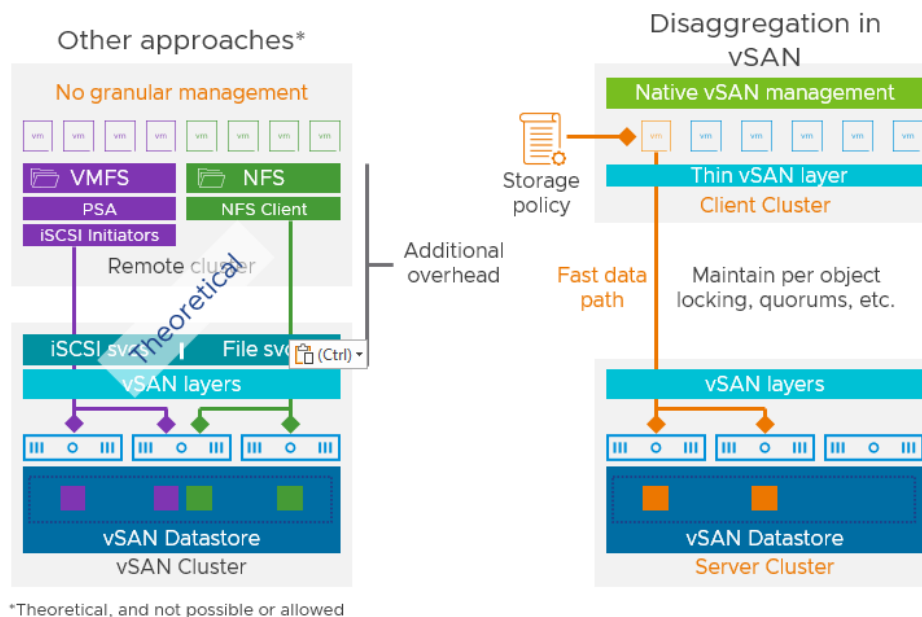 Other approaches*
No granular management
vm vm vm vm vm vm vm vm
VMFS NFS
PSA NFS Client
iSCSI Initiators
Remote cluster
Additional
overhead
Theoretical
iSCSI svcs | File svc
(Ctrl)
vSAN layers
vSAN Datastore
vSAN Cluster
*Theoretical, and not possible or allowed
Disaggregation in
vSAN
Native vSAN management
vm vm vm vm vm vm
Storage
policy
Thin vSAN layer
Client Cluster
Fast data
path
Maintain per object
locking, quorums, etc.
vSAN layers
vSAN Datastore
Server Cluster